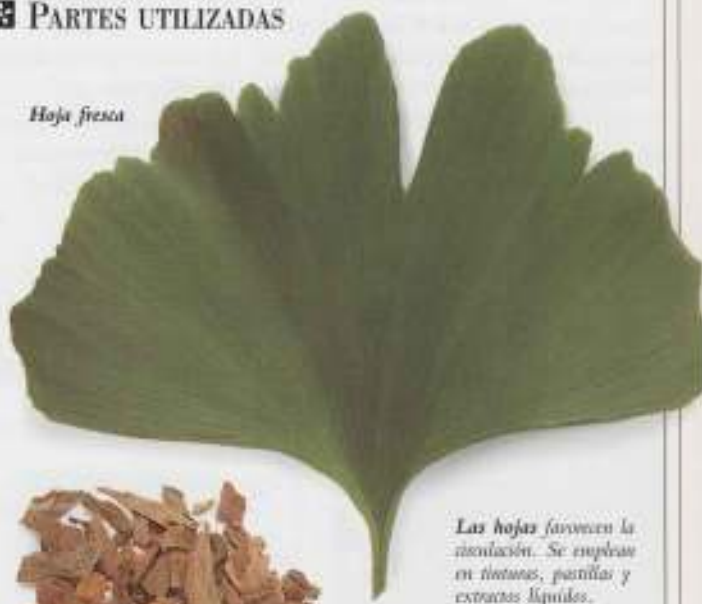 PARTES UTILIZADAS
Hoja fresca
Las hojas favorecen la
circulación. Se emplean
en tinturas, pastillas y
extractos líquidos.